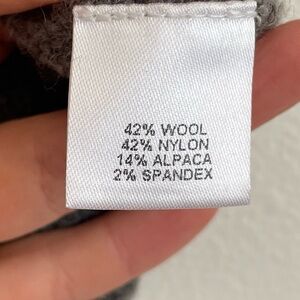 42% WOOL
42% NYLON
14% ALPACA
2% SPANDEX